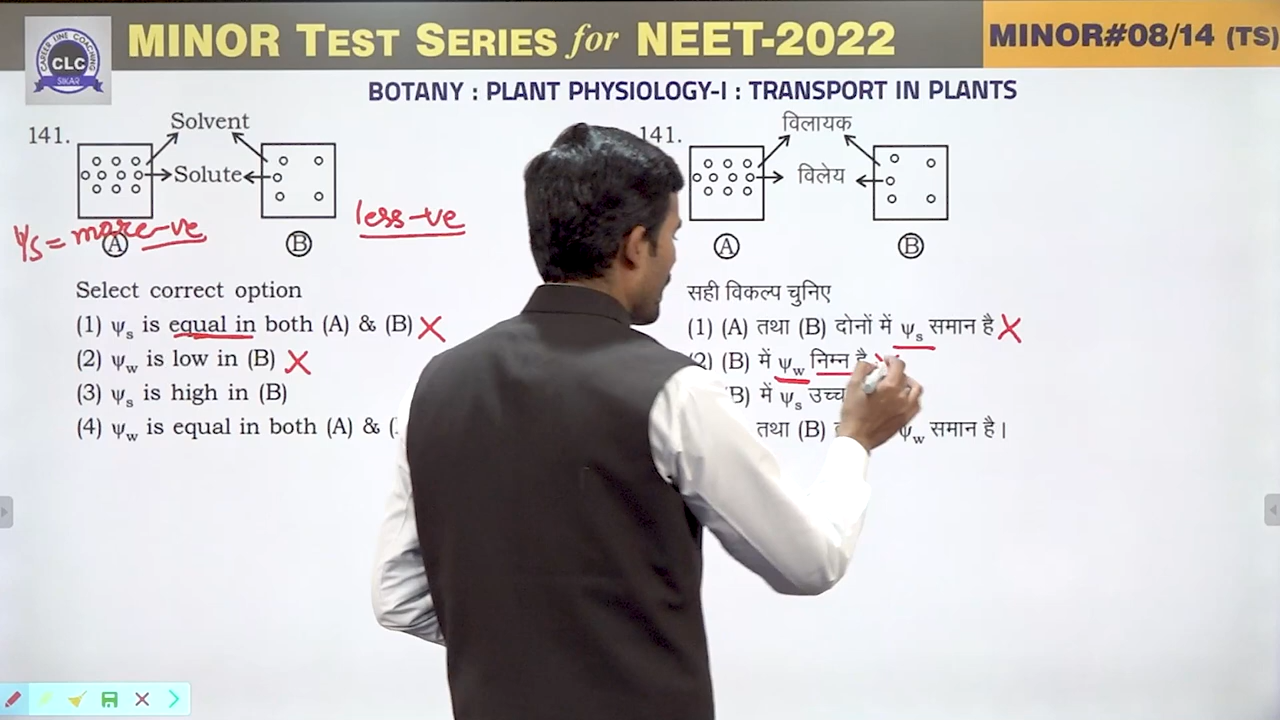 CAREER LINE COACHING
CLC
SIKAR
MINOR TEST SERIES for NEET-2022
MINOR#08/14 (TS)
BOTANY : PLANT PHYSIOLOGY-I : TRANSPORT IN PLANTS
141.
Solvent
Solute
ψs = more -ve
less -ve
A
B
Select correct option
(1) ψs is equal in both (A) & (B)
(2) ψw is low in (B)
(3) ψs is high in (B)
(4) ψw is equal in both (A) & (
141.
विलायक
विलेय
A
B
सही विकल्प चुनिए
(1) (A) तथा (B) दोनों में ψs समान है
2) (B) में ψw निम्न है
B) में ψs उच्च
तथा (B) ψw समान है।